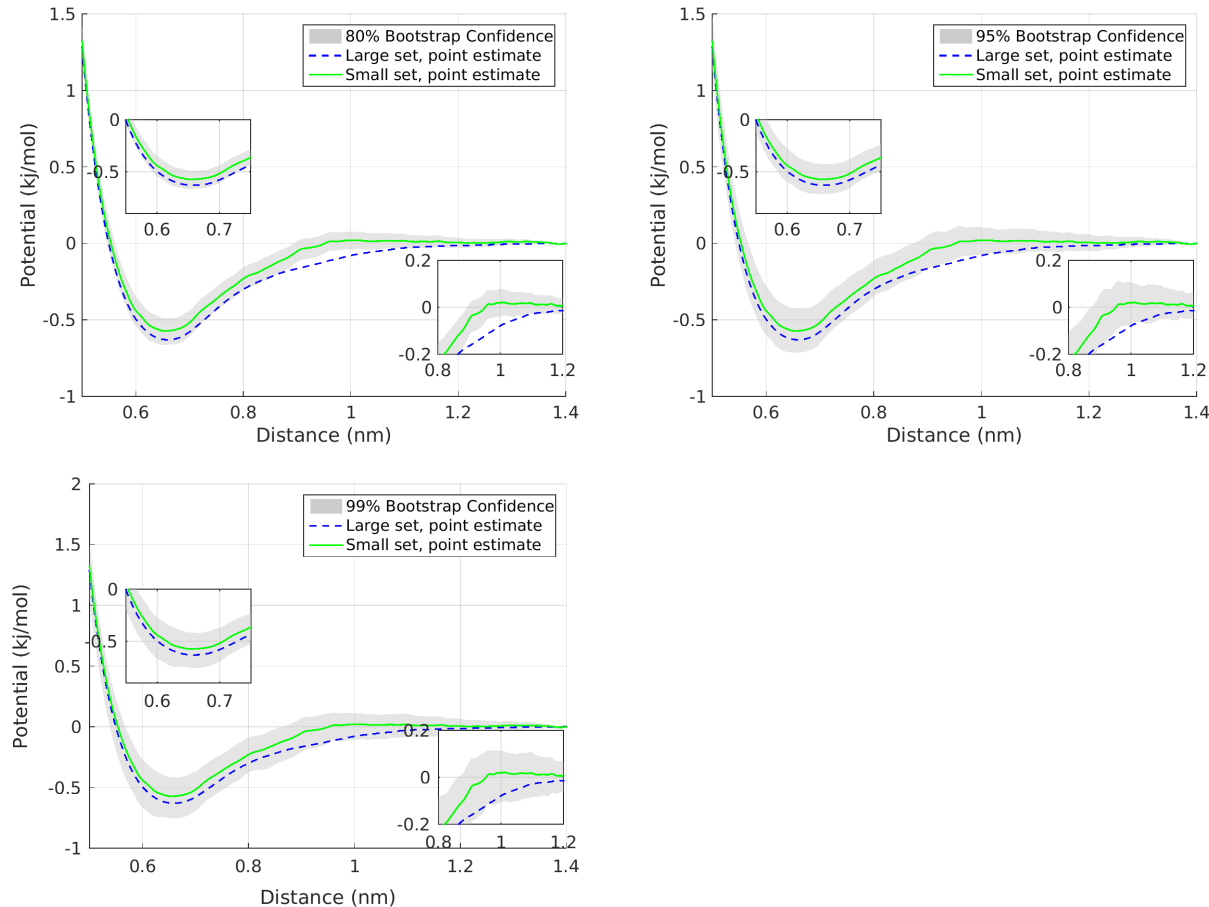 1.5
1
0.5
0
-0.5
-1
Potential (kj/mol)
80% Bootstrap Confidence
Large set, point estimate
Small set, point estimate
0
-0.5
0.6 0.7
0.2
0
-0.2
0.8 1 1.2
0.6 0.8 1 1.2 1.4
Distance (nm)
1.5
1
0.5
0
-0.5
-1
Potential (kj/mol)
95% Bootstrap Confidence
Large set, point estimate
Small set, point estimate
0
-0.5
0.6 0.7
0.2
0
-0.2
0.8 1 1.2
0.6 0.8 1 1.2 1.4
Distance (nm)
2
1.5
1
0.5
0
-0.5
-1
Potential (kj/mol)
99% Bootstrap Confidence
Large set, point estimate
Small set, point estimate
0
-0.5
0.6 0.7
0.2
0
-0.2
0.8 1 1.2
0.6 0.8 1 1.2 1.4
Distance (nm)